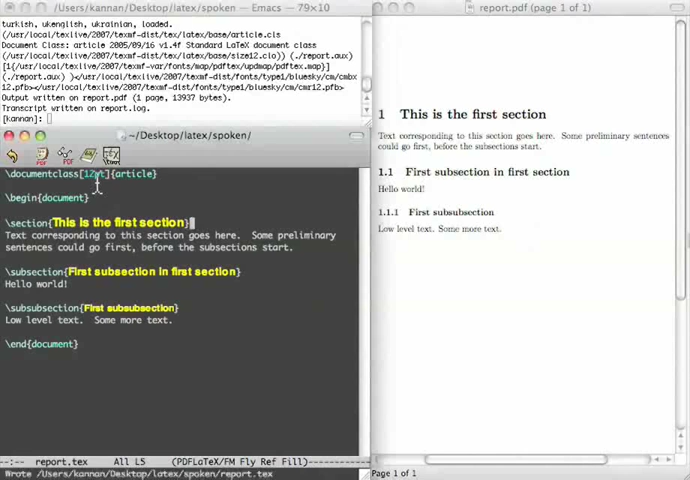 kannan@ — Emacs — 79×10
turkish, ukenglish, ukrainian, loaded.
(/usr/local/texlive/2007/texmf-dist/tex/latex/base/article.cls
Document Class: article 2005/09/16 v1.4f Standard LaTeX document class
(/usr/local/texlive/2007/texmf-dist/tex/latex/base/size12.clo)) (./report.aux)
[1{/usr/local/texlive/2007/texmf-var/fonts/map/pdftex/updmap/pdftex.map}]
(./report.aux) )</usr/local/texlive/2007/texmf-dist/fonts/type1/bluesky/cm/cmbx
12.pfb></usr/local/texlive/2007/texmf-dist/fonts/type1/bluesky/cm/cmr12.pfb>
Output written on report.pdf (1 page, 13937 bytes).
Transcript written on report.log.
[kannan]:
~/Desktop/latex/spoken/
\documentclass[12pt]{article}
\begin{document}
\section{This is the first section}
Text corresponding to this section goes here.  Some preliminary
sentences could go first, before the subsections start.
\subsection{First subsection in first section}
Hello world!
\subsubsection{First subsubsection}
Low level text.  Some more text.
\end{document}
--:-- report.tex All L5 (PDFLaTeX/FM Fly Ref Fill)
Wrote /Users/kannan/Desktop/latex/spoken/report.tex
report.pdf (page 1 of 1)
1 This is the first section
Text corresponding to this section goes here. Some preliminary sentences
could go first, before the subsections start.
1.1 First subsection in first section
Hello world!
1.1.1 First subsubsection
Low level text. Some more text.
Page 1 of 1